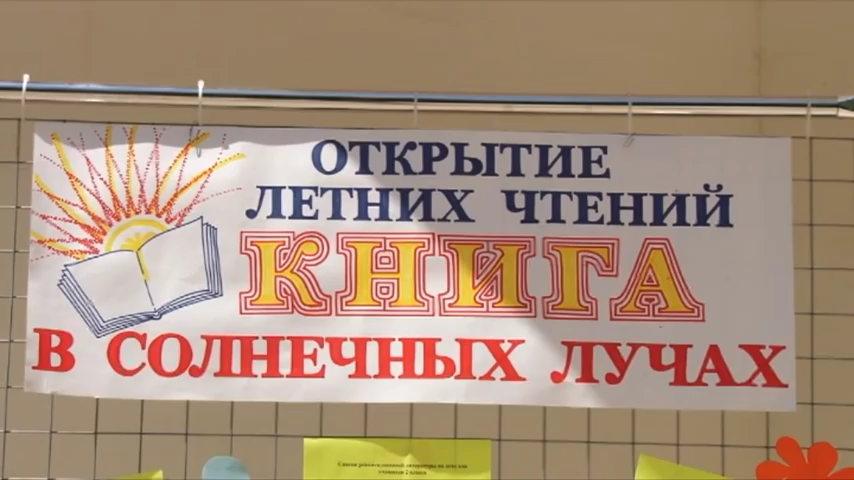 ОТКРЫТИЕ
ЛЕТНИХ ЧТЕНИЙ
КНИГА
В СОЛНЕЧНЫХ ЛУЧАХ